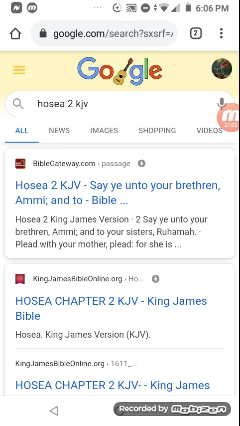 6:06 PM
google.com/search?sxsrf=
2
Google
hosea 2 kjv
ALL NEWS IMAGES SHOPPING VIDEOS
BibleGateway.com › passage
Hosea 2 KJV - Say ye unto your brethren,
Ammi; and to - Bible ...
Hosea 2 King James Version · 2 Say ye unto your
brethren, Ammi; and to your sisters, Ruhamah. ·
Plead with your mother, plead: for she is ...
KingJamesBibleOnline.org › Ho...
HOSEA CHAPTER 2 KJV - King James
Bible
Hosea. King James Version (KJV).
KingJamesBibleOnline.org › 1611_...
HOSEA CHAPTER 2 KJV- - King James
Recorded by MOBIZEN